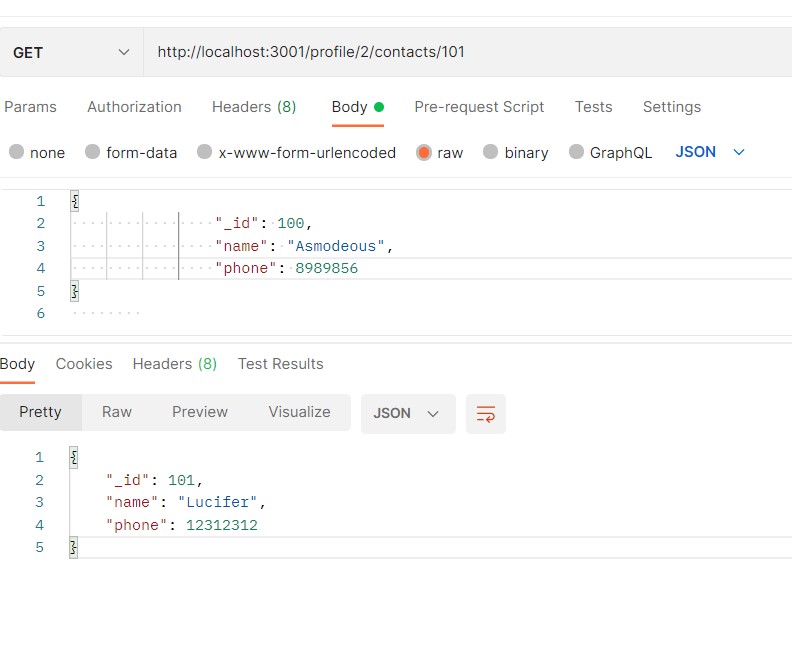 GET http://localhost:3001/profile/2/contacts/101
Params Authorization Headers (8) Body Pre-request Script Tests Settings
none form-data x-www-form-urlencoded raw binary GraphQL JSON
1 {
2 "_id": 100,
3 "name": "Asmodeous",
4 "phone": 8989856
5 }
6
Body Cookies Headers (8) Test Results
Pretty Raw Preview Visualize JSON
1 {
2 "_id": 101,
3 "name": "Lucifer",
4 "phone": 12312312
5 }